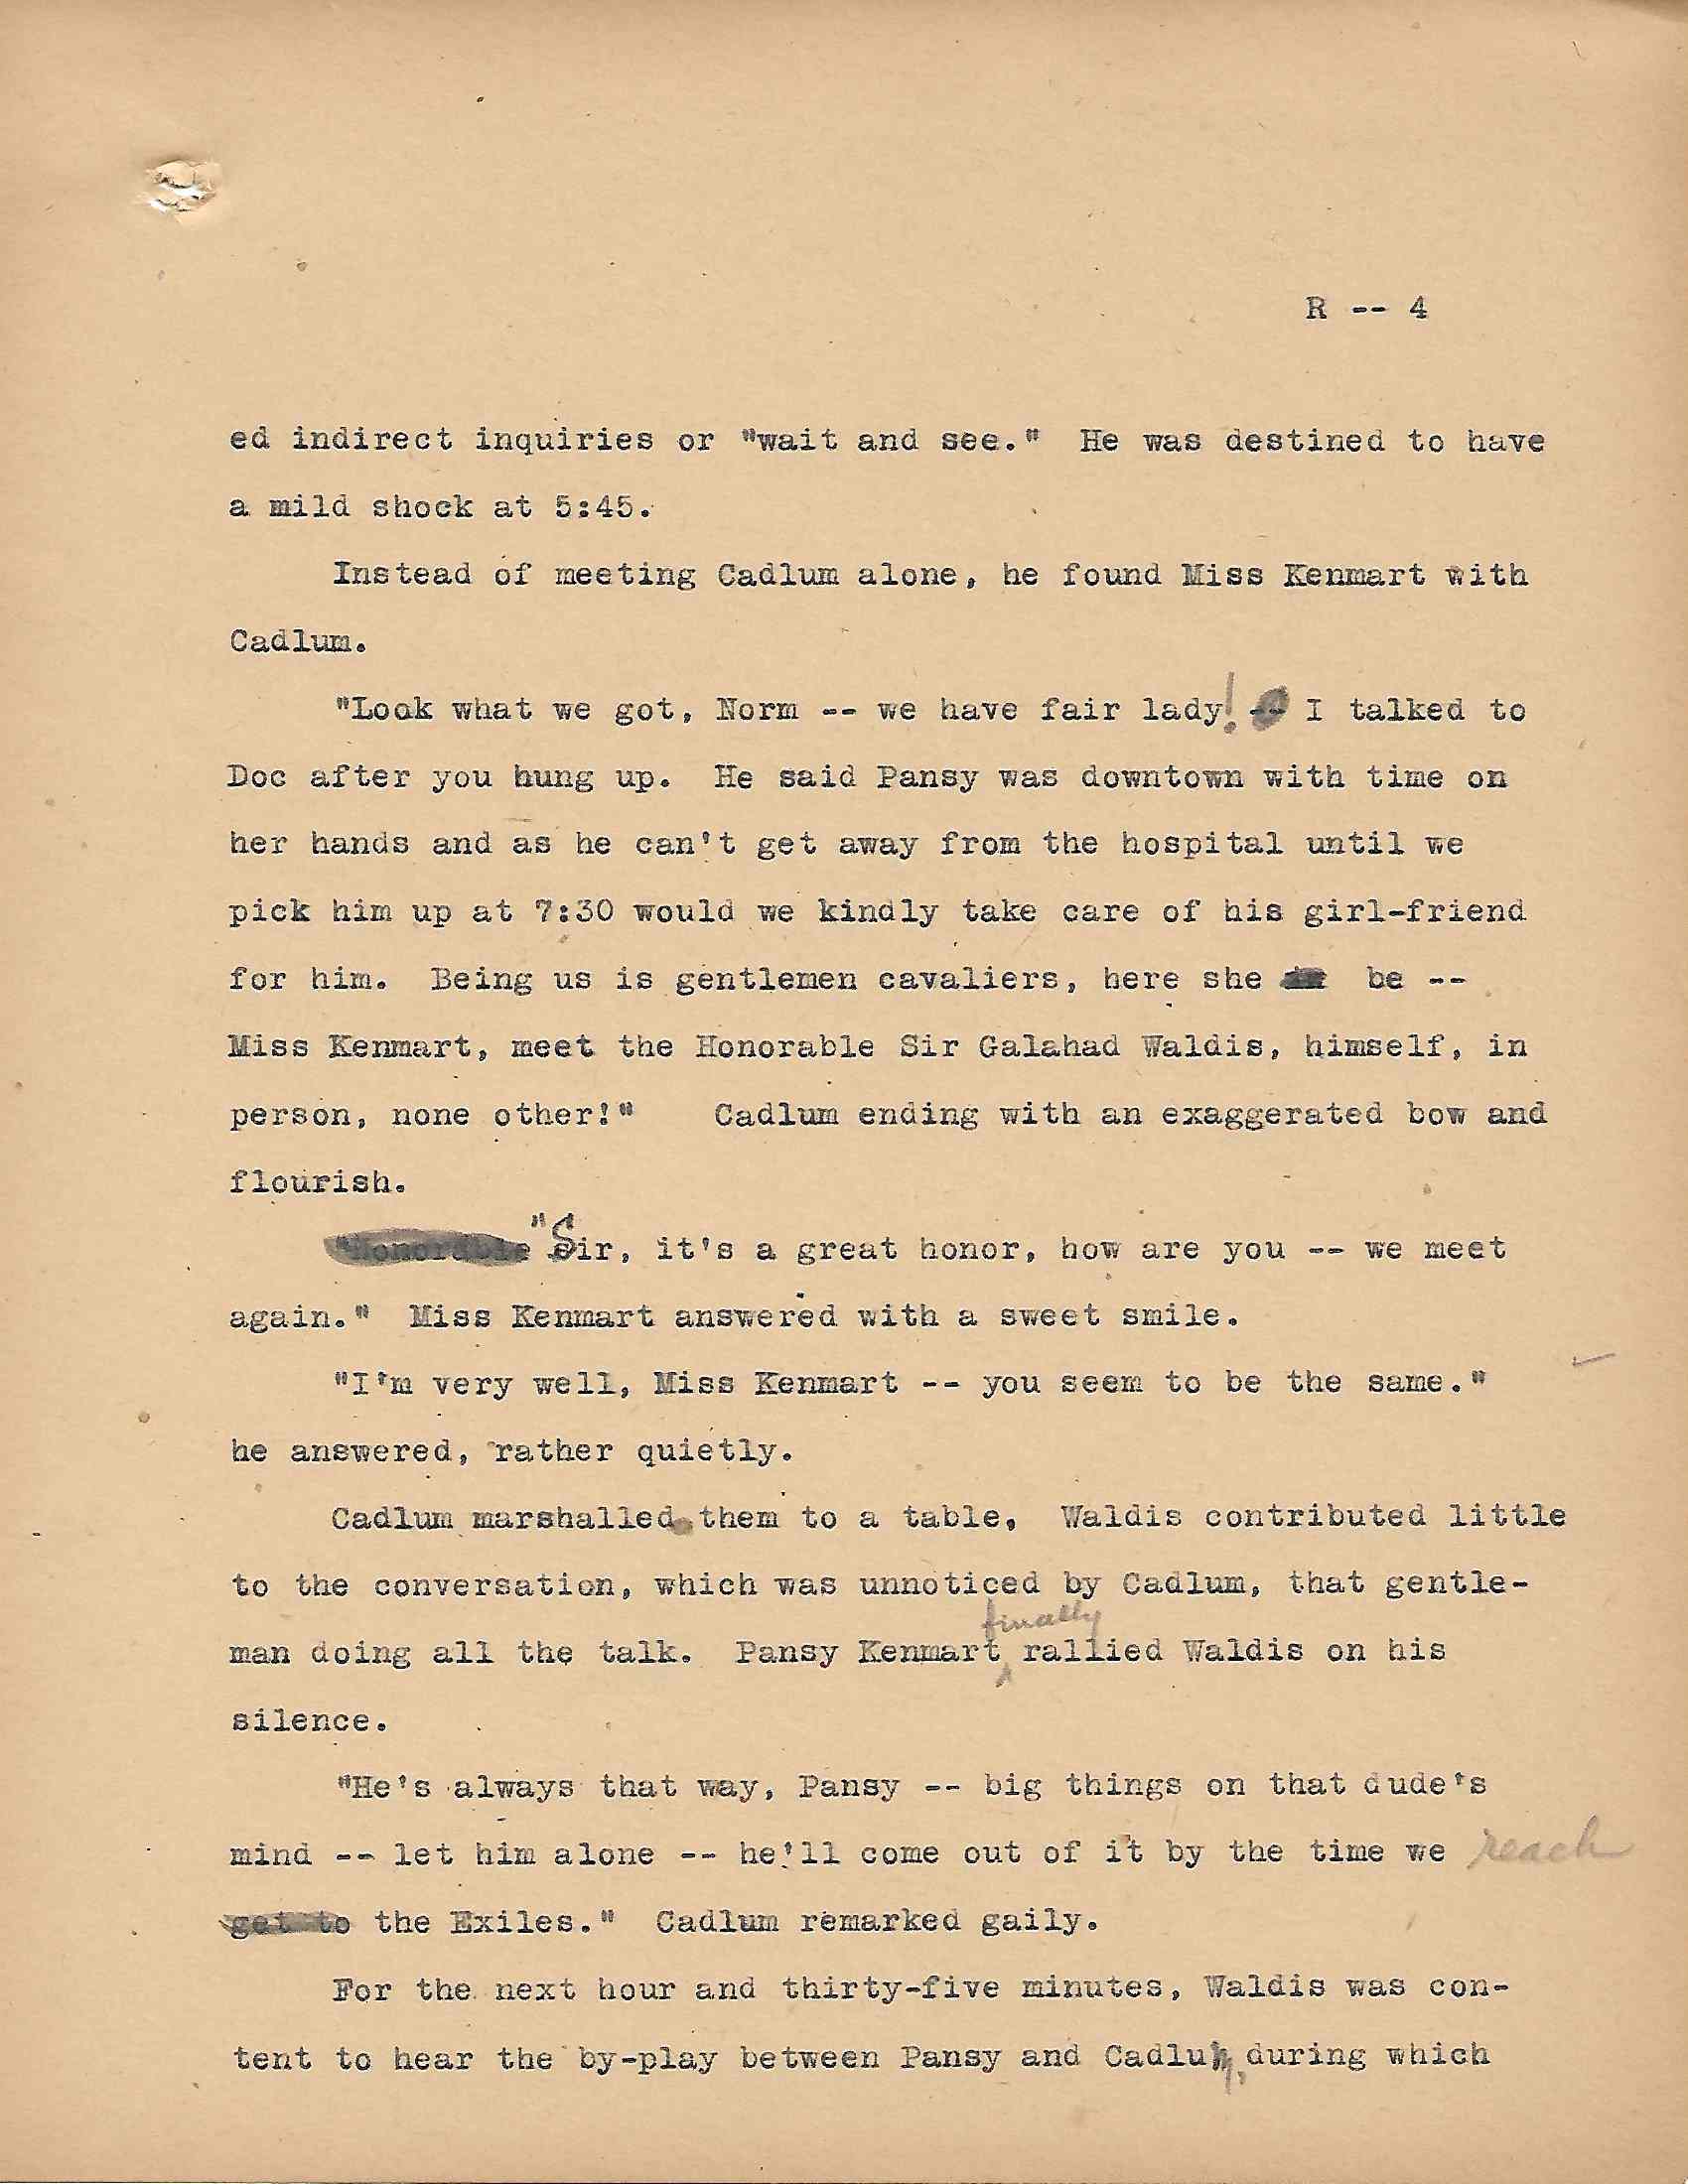 R -- 4
ed indirect inquiries or "wait and see." He was destined to have
a mild shock at 5:45.
Instead of meeting Cadlum alone, he found Miss Kenmart with
Cadlum.
"Look what we got, Norm -- we have fair lady! I talked to
Doc after you hung up. He said Pansy was downtown with time on
her hands and as he can't get away from the hospital until we
pick him up at 7:30 would we kindly take care of his girl-friend
for him. Being us is gentlemen cavaliers, here she be --
Miss Kenmart, meet the Honorable Sir Galahad Waldis, himself, in
person, none other!" Cadlum ending with an exaggerated bow and
flourish.
"Honorable "Sir, it's a great honor, how are you -- we meet
again." Miss Kenmart answered with a sweet smile.
"I'm very well, Miss Kenmart -- you seem to be the same."
he answered, rather quietly.
Cadlum marshalled them to a table, Waldis contributed little
to the conversation, which was unnoticed by Cadlum, that gentle-
man doing all the talk. Pansy Kenmart finally rallied Waldis on his
silence.
"He's always that way, Pansy -- big things on that dude's
mind -- let him alone -- he'll come out of it by the time we reach
get to the Exiles." Cadlum remarked gaily.
For the next hour and thirty-five minutes, Waldis was con-
tent to hear the by-play between Pansy and Cadlum, during which